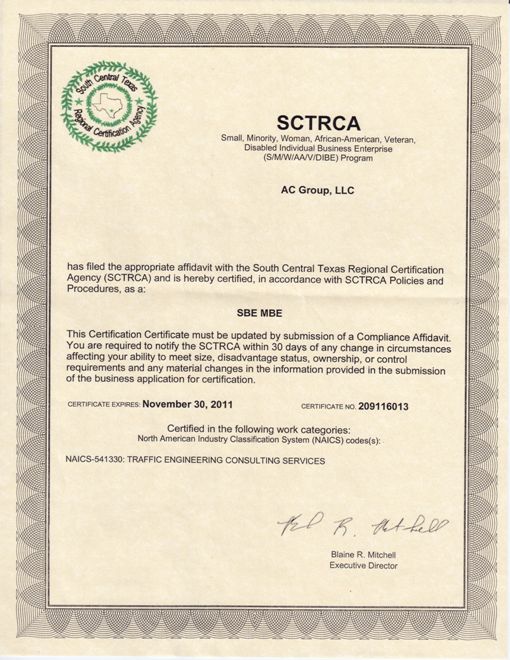 South Central Texas
Regional Certification Agency
SCTRCA
Small, Minority, Woman, African-American, Veteran,
Disabled Individual Business Enterprise
(S/M/W/AA/V/DIBE) Program
AC Group, LLC
has filed the appropriate affidavit with the South Central Texas Regional Certification
Agency (SCTRCA) and is hereby certified, in accordance with SCTRCA Policies and
Procedures, as a:
SBE MBE
This Certification Certificate must be updated by submission of a Compliance Affidavit.
You are required to notify the SCTRCA within 30 days of any change in circumstances
affecting your ability to meet size, disadvantage status, ownership, or control
requirements and any material changes in the information provided in the submission
of the business application for certification.
CERTIFICATE EXPIRES: November 30, 2011 CERTIFICATE NO. 209116013
Certified in the following work categories:
North American Industry Classification System (NAICS) codes(s):
NAICS-541330: TRAFFIC ENGINEERING CONSULTING SERVICES
Blaine R. Mitchell
Executive Director